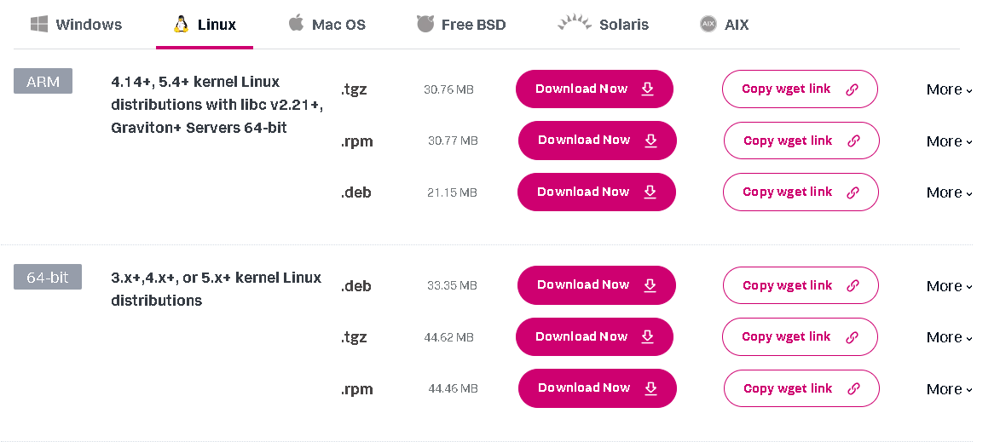 Windows Linux Mac OS Free BSD Solaris AIX AIX
ARM 4.14+, 5.4+ kernel Linux
distributions with libc v2.21+,
Graviton+ Servers 64-bit
.tgz 30.76 MB Download Now Copy wget link More
.rpm 30.77 MB Download Now Copy wget link More
.deb 21.15 MB Download Now Copy wget link More
64-bit 3.x+,4.x+, or 5.x+ kernel Linux
distributions
.deb 33.35 MB Download Now Copy wget link More
.tgz 44.62 MB Download Now Copy wget link More
.rpm 44.46 MB Download Now Copy wget link More